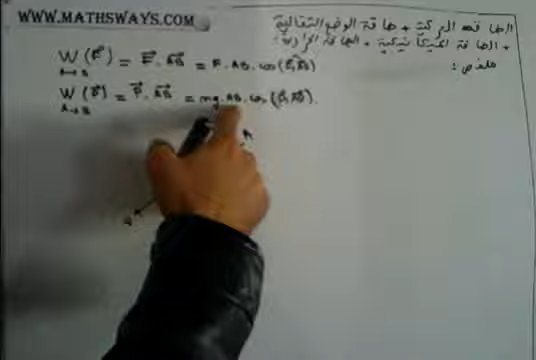 WWW.MATHSWAYS.COM
الطاقة الحركية + طاقة الوضع الثقالية
+ الطاقة الميكانيكية + الطاقة الحرارية :
ملخص :
W(F⃗) = F⃗ . AB⃗ = F . AB . cos(F⃗, AB⃗)
A→B
W(P⃗) = P⃗ . AB⃗ = mg . AB . cos(P⃗, AB⃗).
A→B